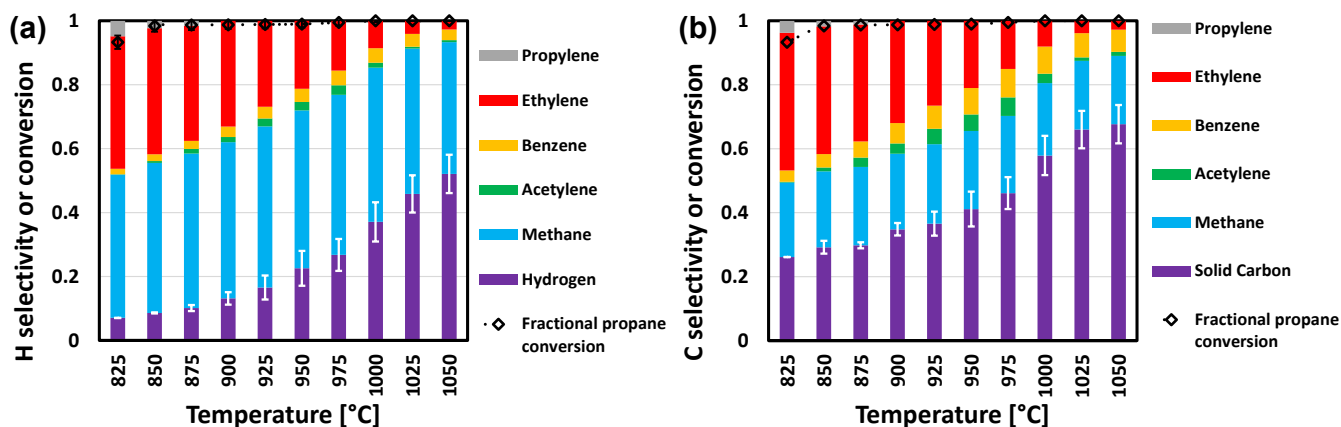 (a)
H selectivity or conversion
1
0.8
0.6
0.4
0.2
0
825
850
875
900
925
950
975
1000
1025
1050
Temperature [°C]
Propylene
Ethylene
Benzene
Acetylene
Methane
Hydrogen
Fractional propane
conversion
(b)
C selectivity or conversion
1
0.8
0.6
0.4
0.2
0
825
850
875
900
925
950
975
1000
1025
1050
Temperature [°C]
Propylene
Ethylene
Benzene
Acetylene
Methane
Solid Carbon
Fractional propane
conversion